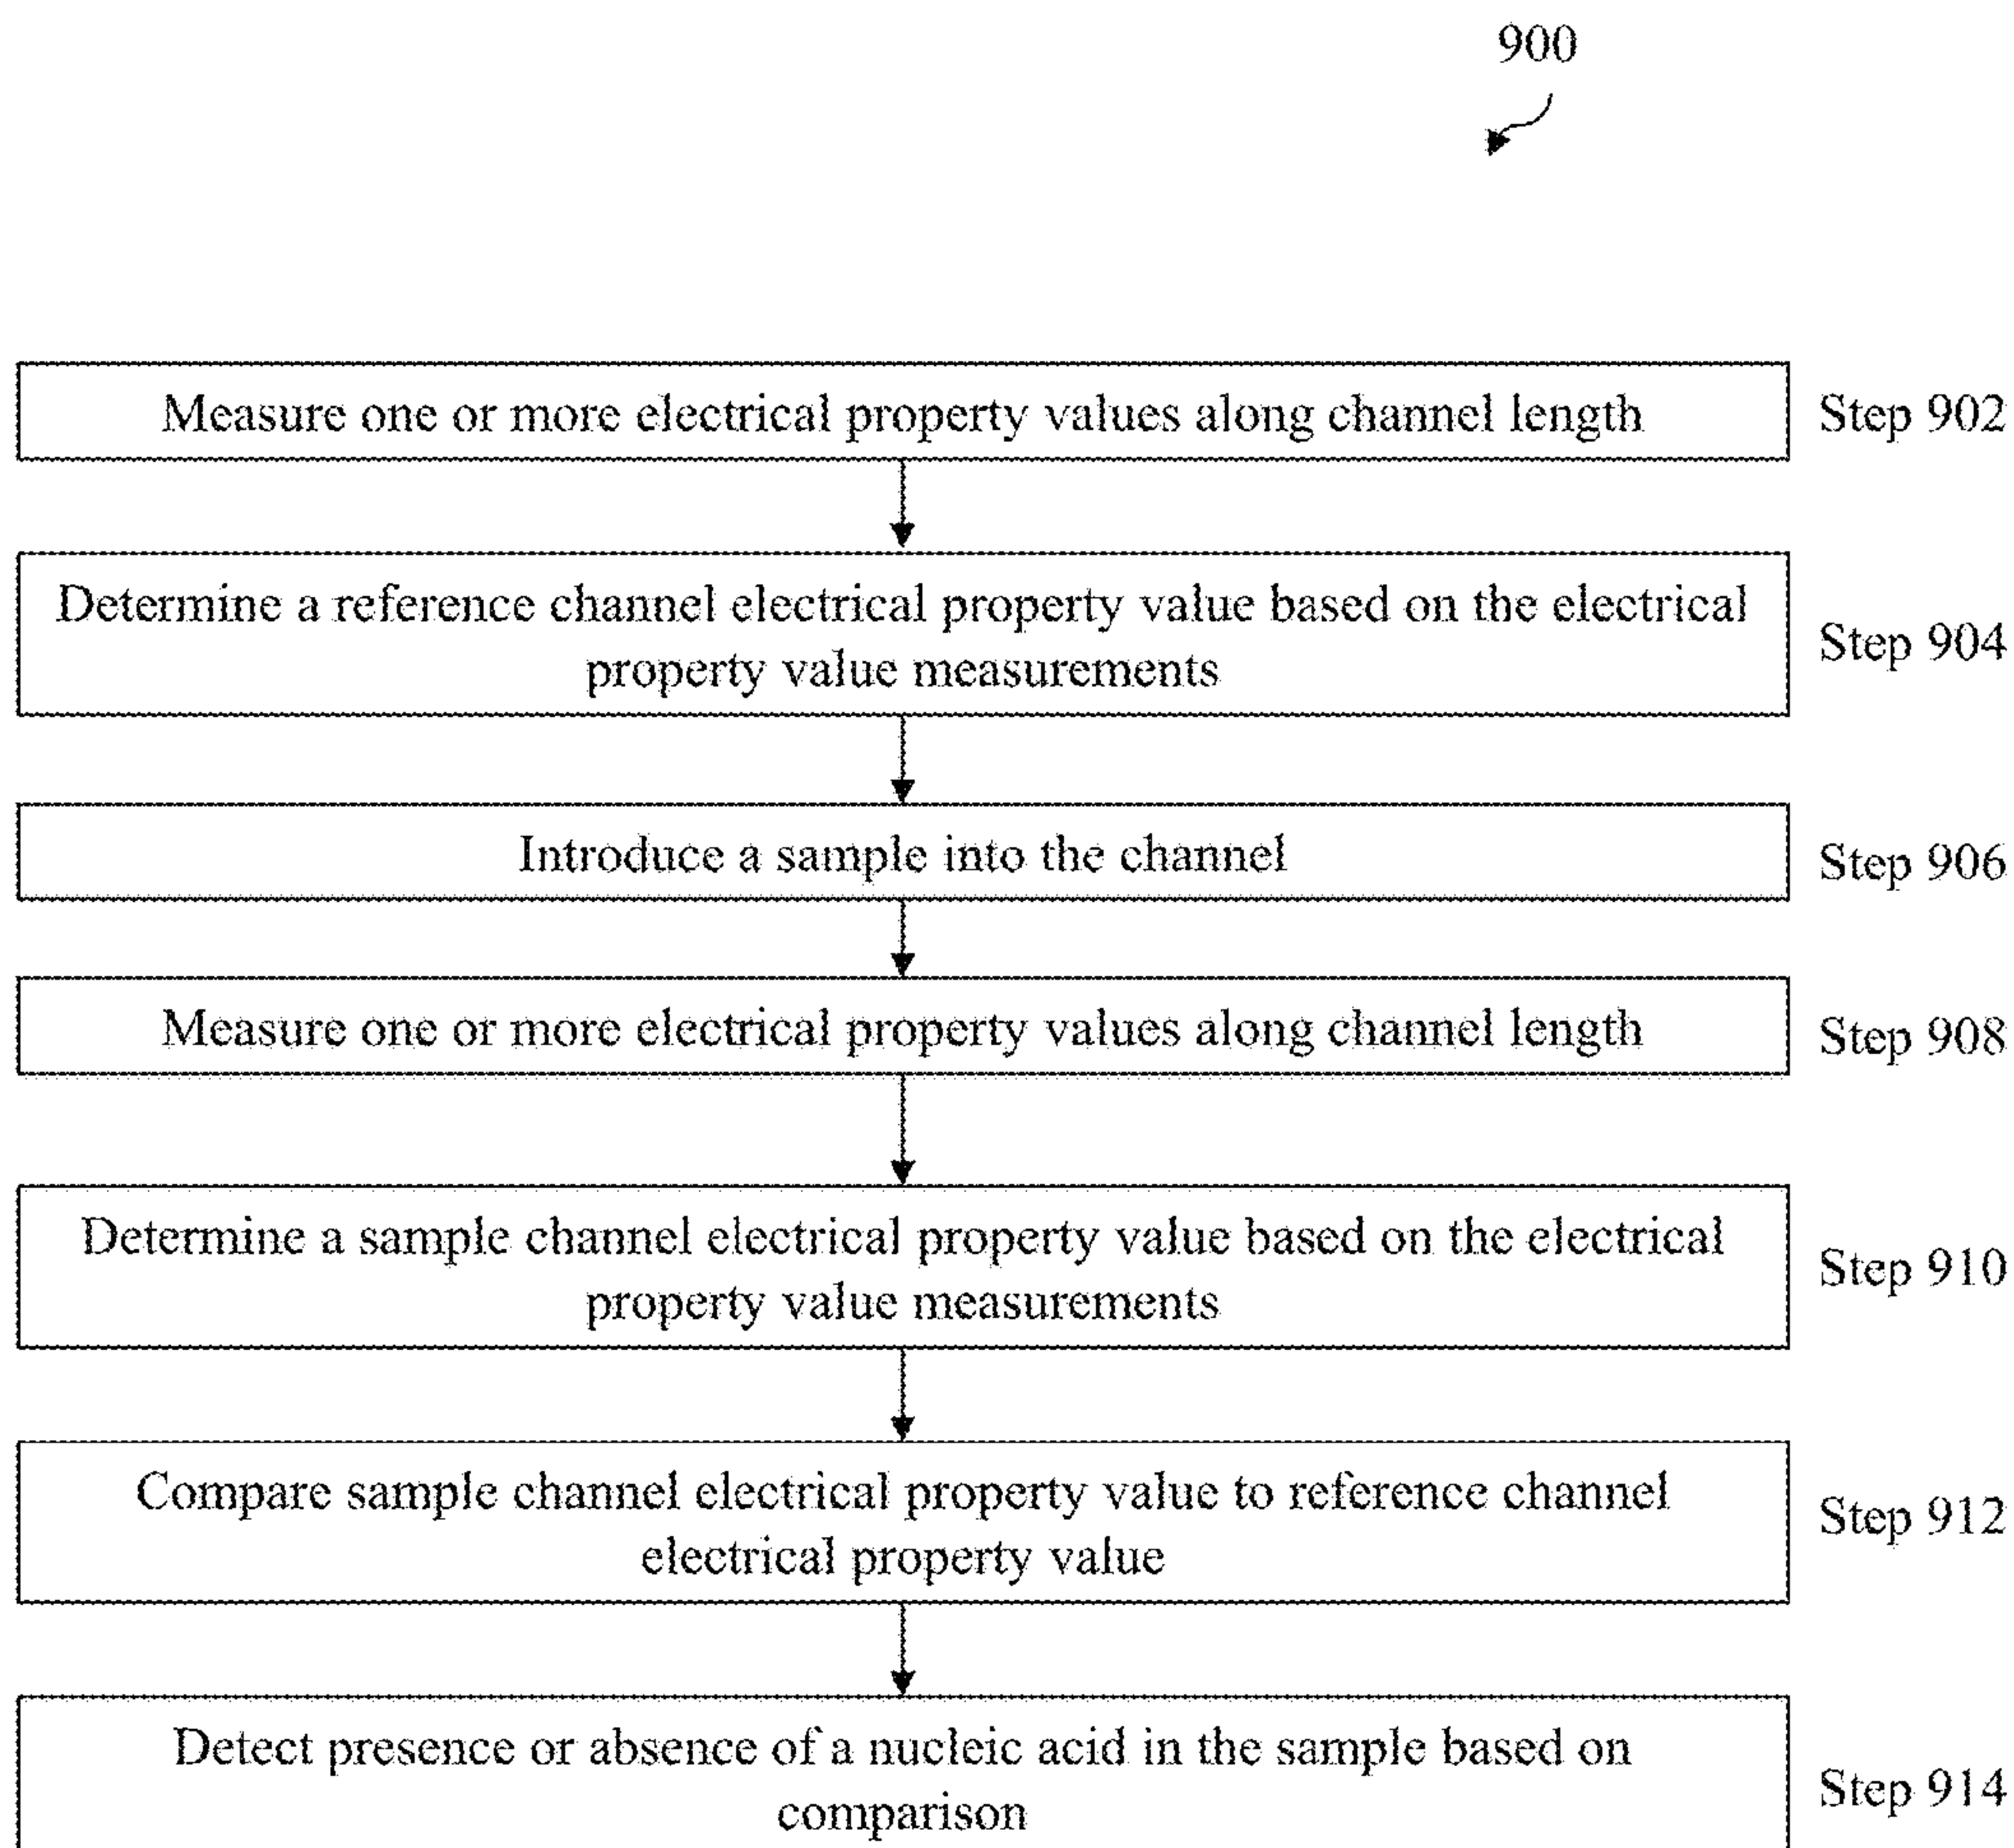 900
Measure one or more electrical property values along channel length
Step 902
Determine a reference channel electrical property value based on the electrical
property value measurements
Step 904
Introduce a sample into the channel
Step 906
Measure one or more electrical property values along channel length
Step 908
Determine a sample channel electrical property value based on the electrical
property value measurements
Step 910
Compare sample channel electrical property value to reference channel
electrical property value
Step 912
Detect presence or absence of a nucleic acid in the sample based on
comparison
Step 914